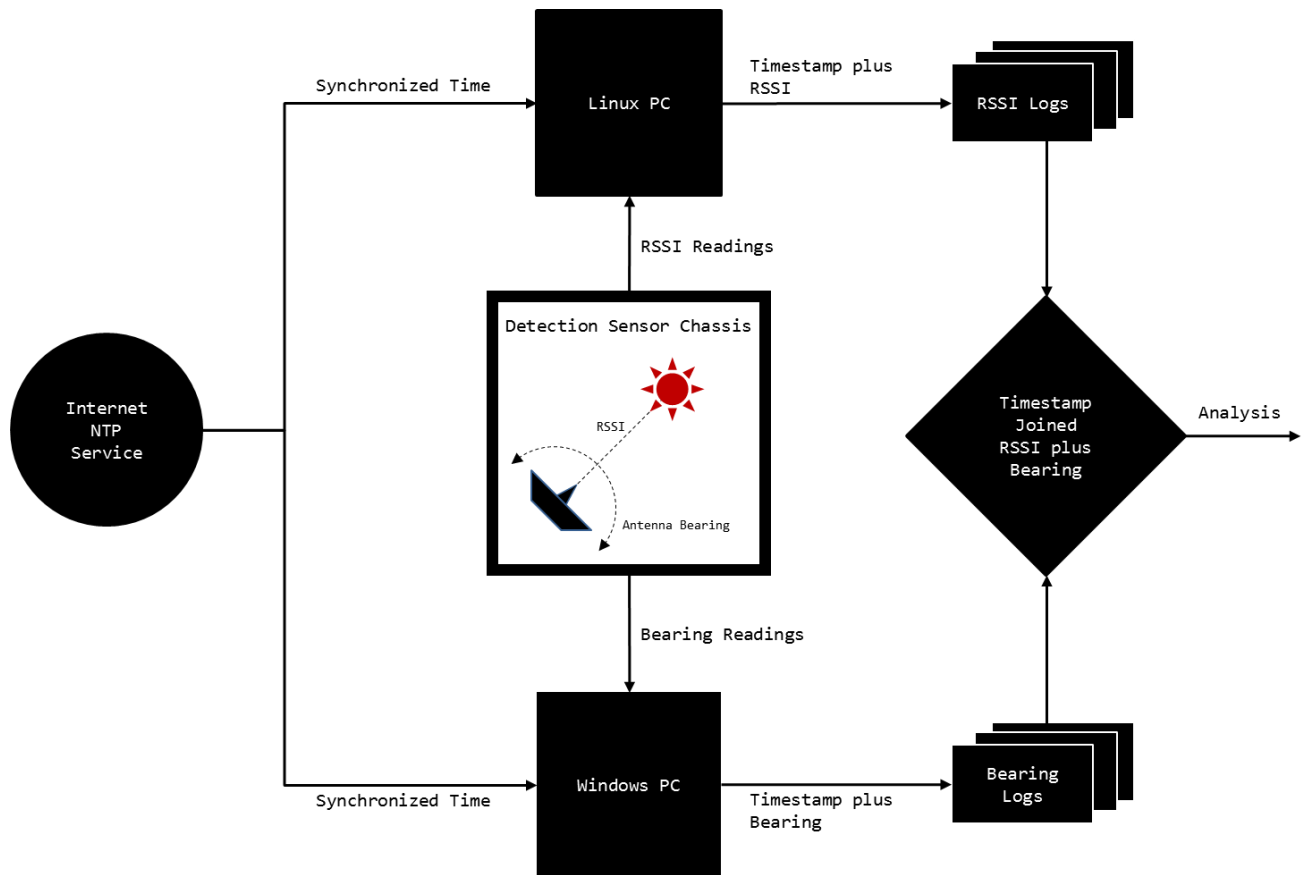 Synchronized Time
Linux PC
Timestamp plus
RSSI
RSSI Logs
RSSI Readings
Detection Sensor Chassis
RSSI
Antenna Bearing
Internet
NTP
Service
Timestamp
Joined
RSSI plus
Bearing
Analysis
Bearing Readings
Synchronized Time
Windows PC
Timestamp plus
Bearing
Bearing
Logs